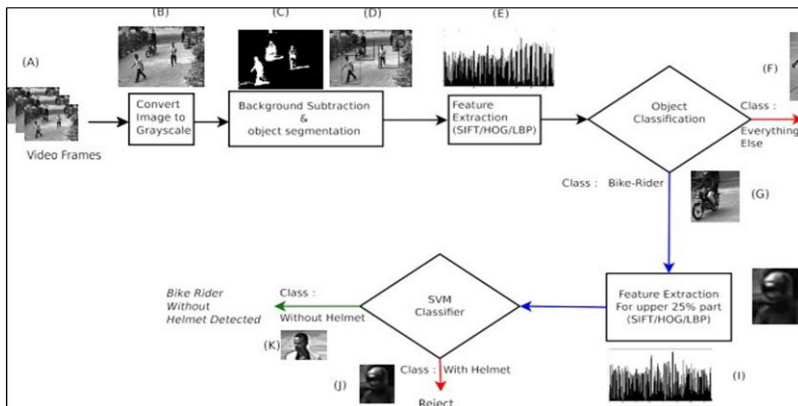 (A)
Video Frames
(B)
Convert
Image to
Grayscale
(C)
(D)
Background Subtraction
&
object segmentation
(E)
Feature
Extraction
(SIFT/HOG/LBP)
Object
Classification
(F)
Class :
Everything
Else
Class : Bike-Rider
(G)
Feature Extraction
For upper 25% part
(SIFT/HOG/LBP)
(I)
SVM
Classifier
Class :
Without Helmet
Bike Rider
Without
Helmet Detected
(K)
(J)
Class : With Helmet
Reject